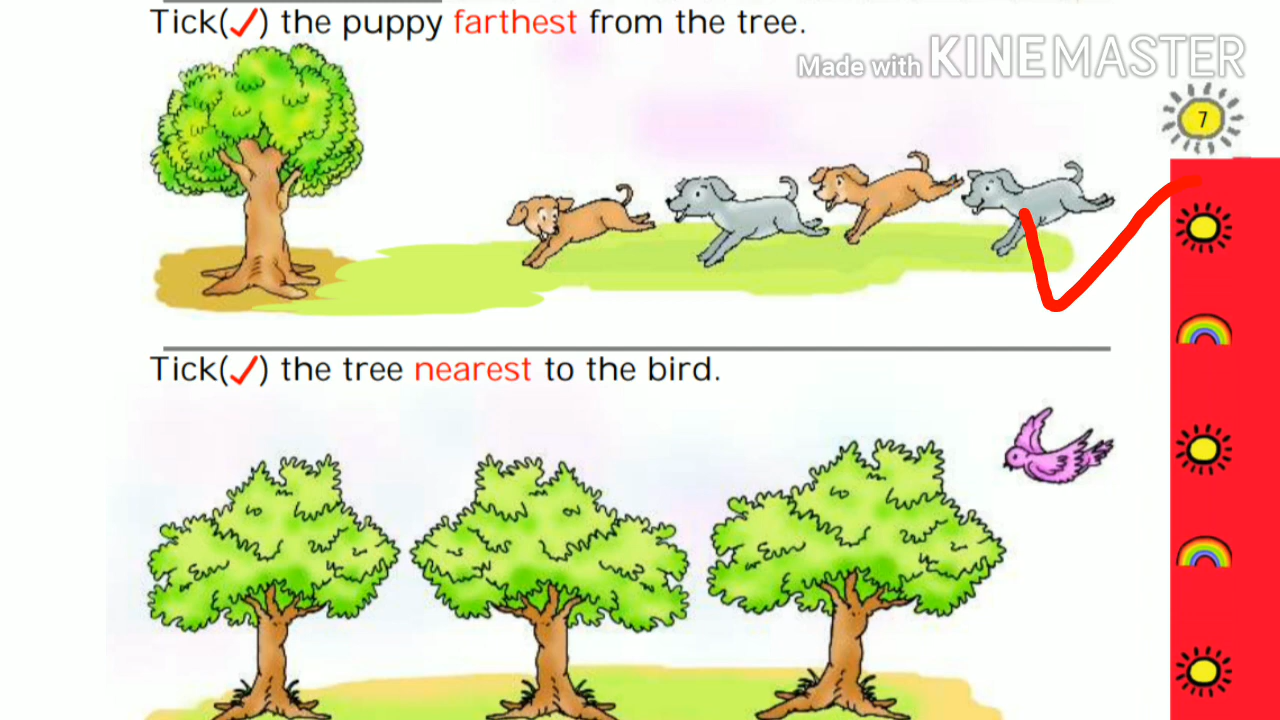 Tick(✓) the puppy farthest from the tree.
Made with KINEMASTER
7
Tick(✓) the tree nearest to the bird.